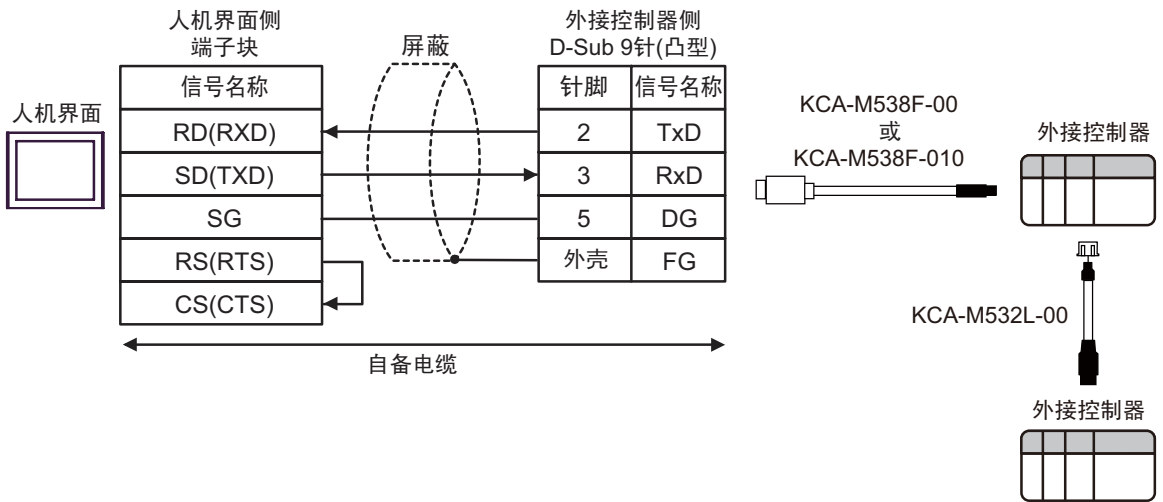 人机界面侧
端子块
屏蔽
外接控制器侧
D-Sub 9针(凸型)
人机界面
信号名称
RD(RXD)
SD(TXD)
SG
RS(RTS)
CS(CTS)
针脚 信号名称
2 TxD
3 RxD
5 DG
外壳 FG
自备电缆
KCA-M538F-00
或
KCA-M538F-010
外接控制器
KCA-M532L-00
外接控制器